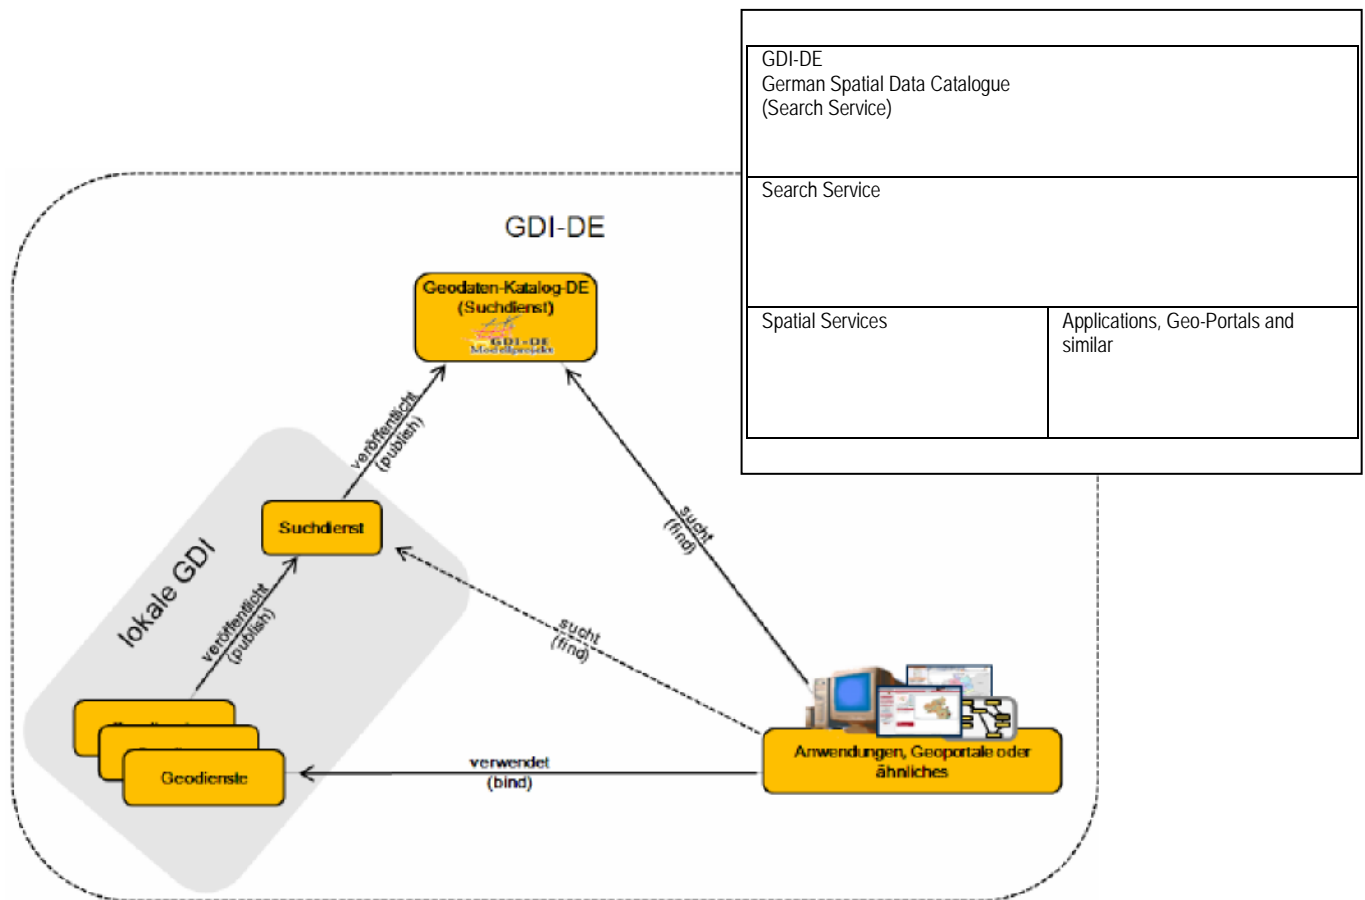 GDI-DE
German Spatial Data Catalogue
(Search Service)
Search Service
Spatial Services
Applications, Geo-Portals and
similar
GDI-DE
Geodaten-Katalog-DE
(Suchdienst)
GDI-DE
Modellprojekt
veröffentlicht
(publish)
sucht
(find)
Suchdienst
lokale GDI
veröffentlicht
(publish)
sucht
(find)
Geodienste
verwendet
(bind)
Anwendungen, Geoportale oder
ähnliches